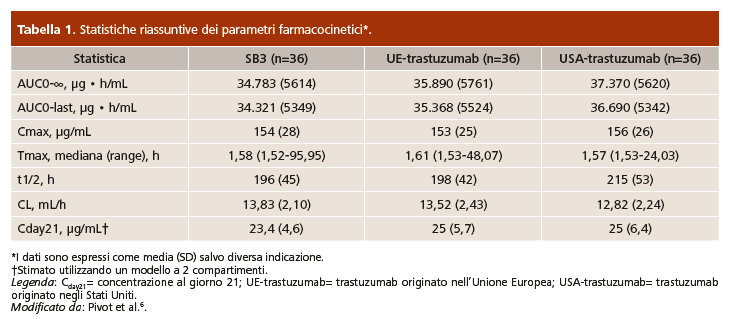 Tabella 1. Statistiche riassuntive dei parametri farmacocinetici*.
Statistica SB3 (n=36) UE-trastuzumab (n=36) USA-trastuzumab (n=36)
AUC0-∞, µg • h/mL 34.783 (5614) 35.890 (5761) 37.370 (5620)
AUC0-last, µg • h/mL 34.321 (5349) 35.368 (5524) 36.690 (5342)
Cmax, µg/mL 154 (28) 153 (25) 156 (26)
Tmax, mediana (range), h 1,58 (1,52-95,95) 1,61 (1,53-48,07) 1,57 (1,53-24,03)
t1/2, h 196 (45) 198 (42) 215 (53)
CL, mL/h 13,83 (2,10) 13,52 (2,43) 12,82 (2,24)
Cday21, µg/mL† 23,4 (4,6) 25 (5,7) 25 (6,4)
*I dati sono espressi come media (SD) salvo diversa indicazione.
†Stimato utilizzando un modello a 2 compartimenti.
Legenda: Cday21= concentrazione al giorno 21; UE-trastuzumab= trastuzumab originato nell'Unione Europea; USA-trastuzumab= trastuzumab
originato negli Stati Uniti.
Modificato da: Pivot et al.⁶.